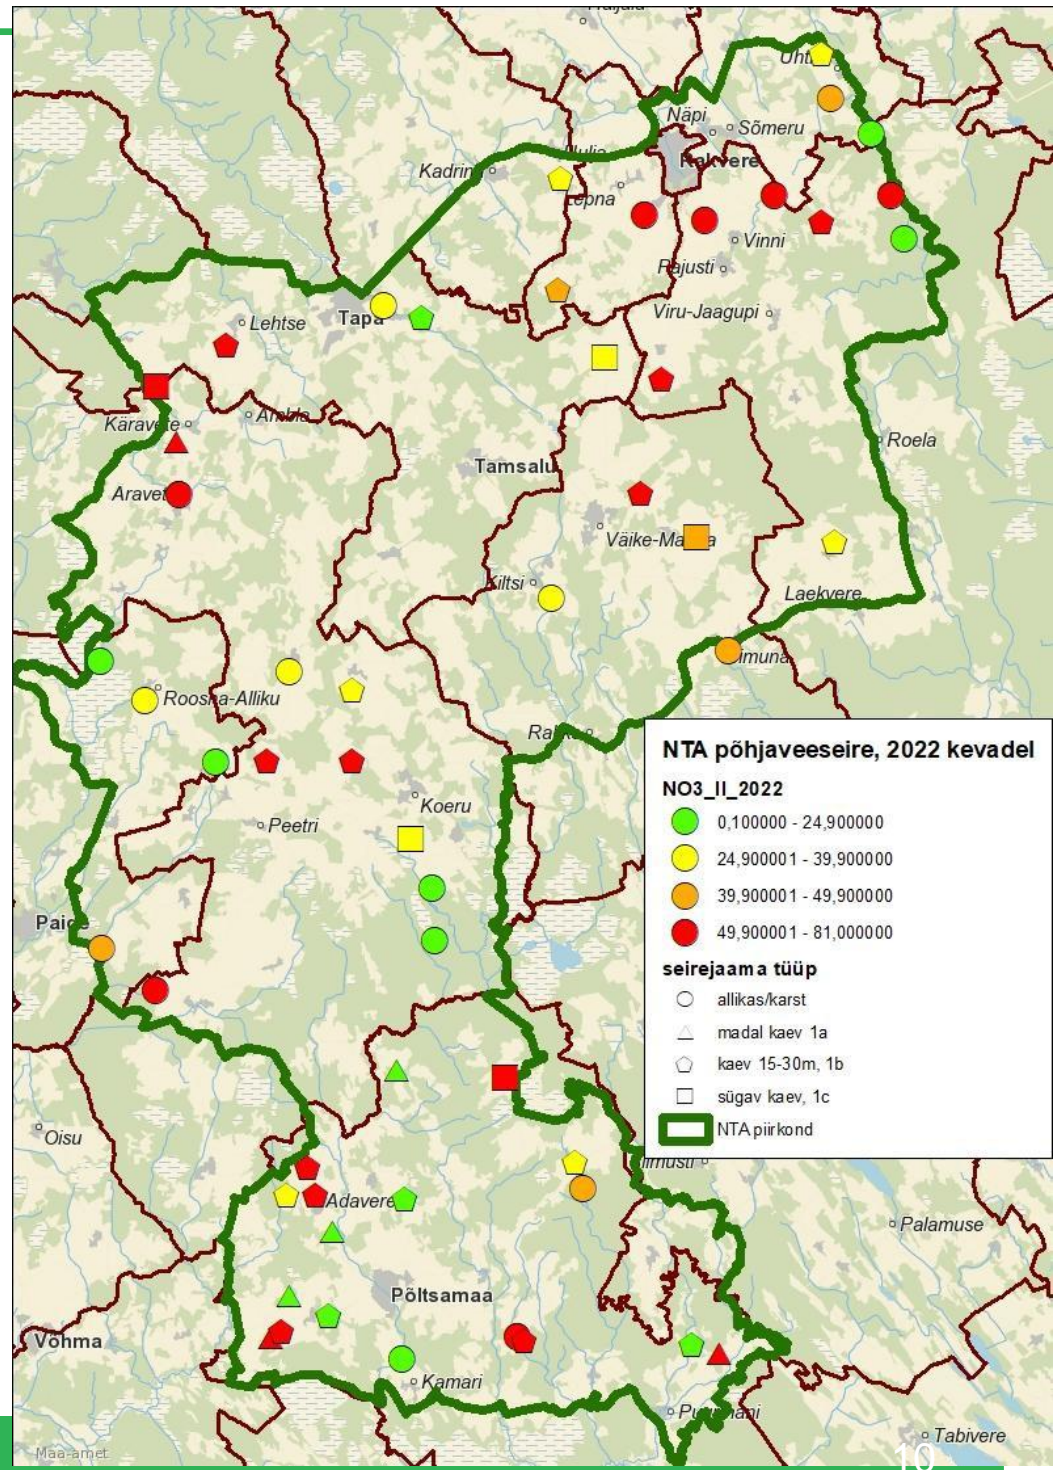 Näpi
Sõmeru
Rakvere
Kadrina
Vinni
Pajusti
Viru-Jaagupi
Lehtse
Tapa
Käravete
Ambla
Roela
Tamsalu
Aravete
Väike-Ma
Kiltsi
Laekvere
imuna
Roosna-Alliku
Koeru
Peetri
Paide
Oisu
Adavere
Palamuse
Põltsamaa
Võhma
Kamari
Tabivere
NTA põhjaveeseire, 2022 kevadel
NO3_II_2022
0,100000 - 24,900000
24,900001 - 39,900000
39,900001 - 49,900000
49,900001 - 81,000000
seirejaama tüüp
allikas/karst
madal kaev 1a
kaev 15-30m, 1b
sügav kaev, 1c
NTA piirkond
Maa-amet
10